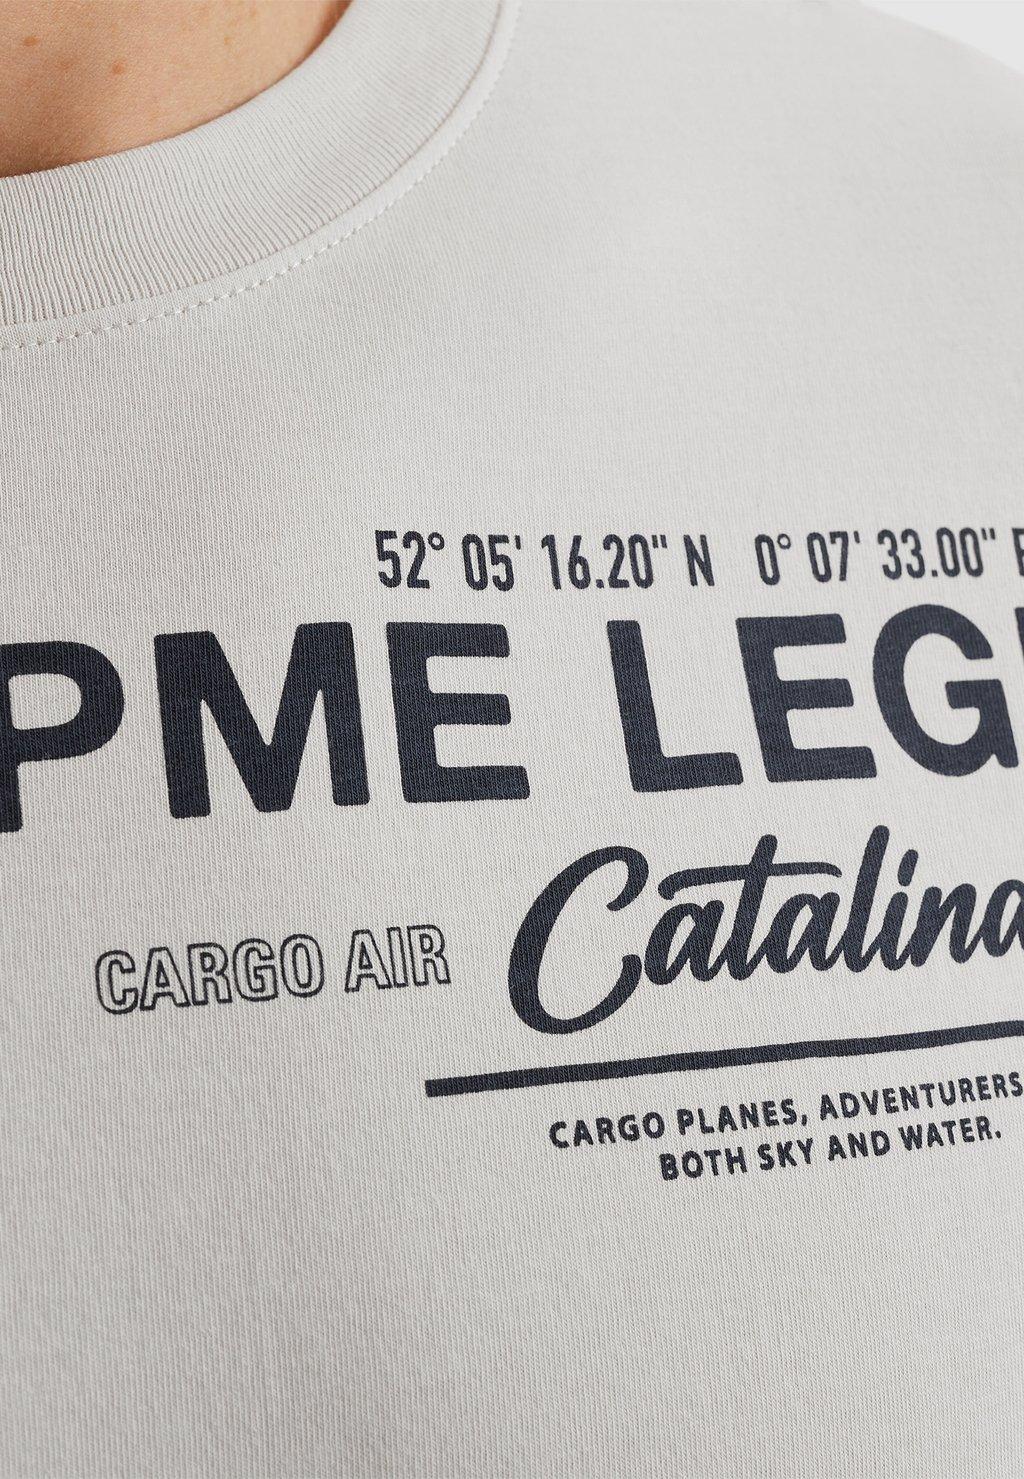 52° 05' 16.20" N 0° 07' 33.00" E
PME LEG
CARGO AIR
Catalina
CARGO PLANES, ADVENTURERS
BOTH SKY AND WATER.